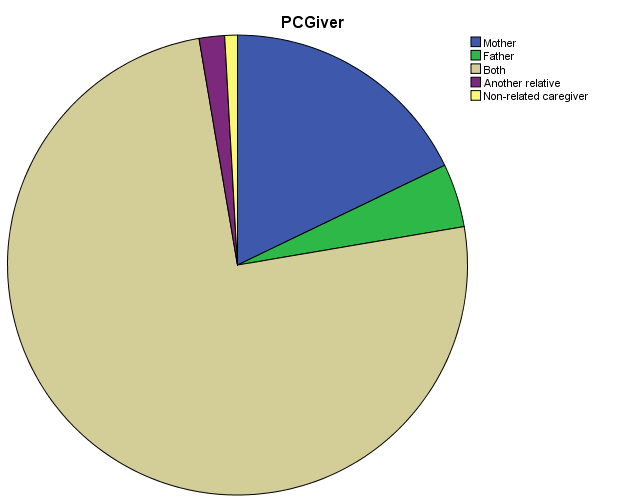 PCGiver
Mother
Father
Both
Another relative
Non-related caregiver